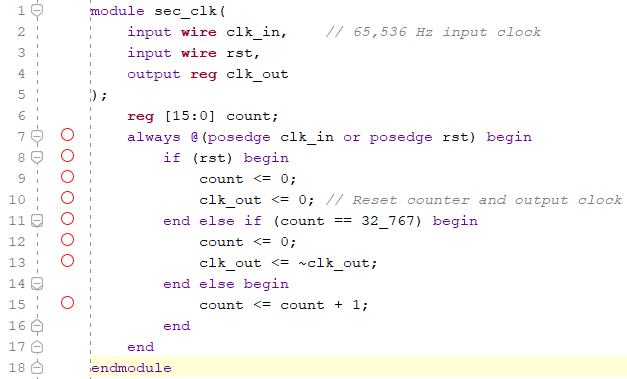 1 module sec_clk(
2     input wire clk_in,    // 65,536 Hz input clock
3     input wire rst,
4     output reg clk_out
5 );
6     reg [15:0] count;
7     always @(posedge clk_in or posedge rst) begin
8         if (rst) begin
9             count <= 0;
10             clk_out <= 0; // Reset counter and output clock
11         end else if (count == 32_767) begin
12             count <= 0;
13             clk_out <= ~clk_out;
14         end else begin
15             count <= count + 1;
16         end
17     end
18 endmodule